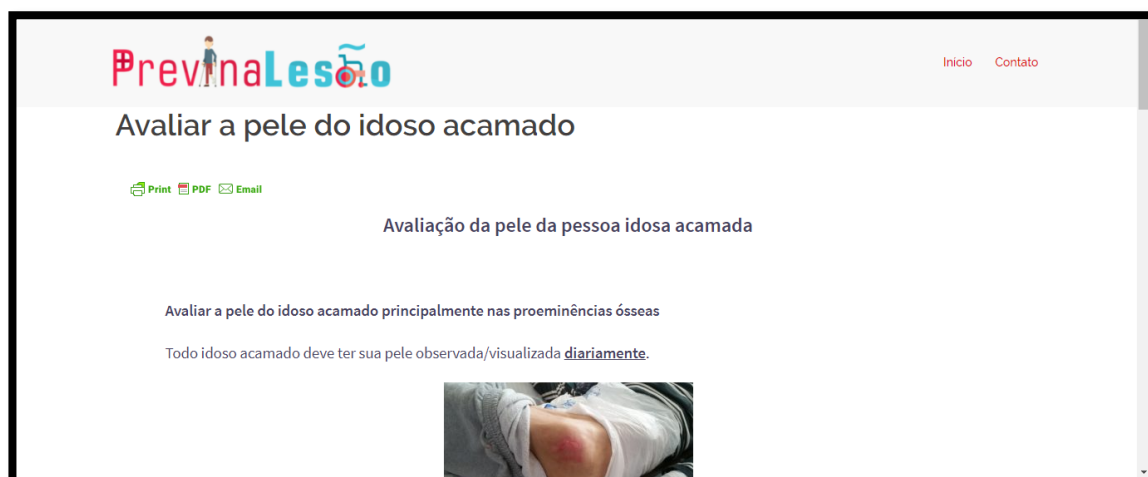 PrevinaLesão
Início Contato
Avaliar a pele do idoso acamado
Print PDF Email
Avaliação da pele da pessoa idosa acamada
Avaliar a pele do idoso acamado principalmente nas proeminências ósseas
Todo idoso acamado deve ter sua pele observada/visualizada diariamente.